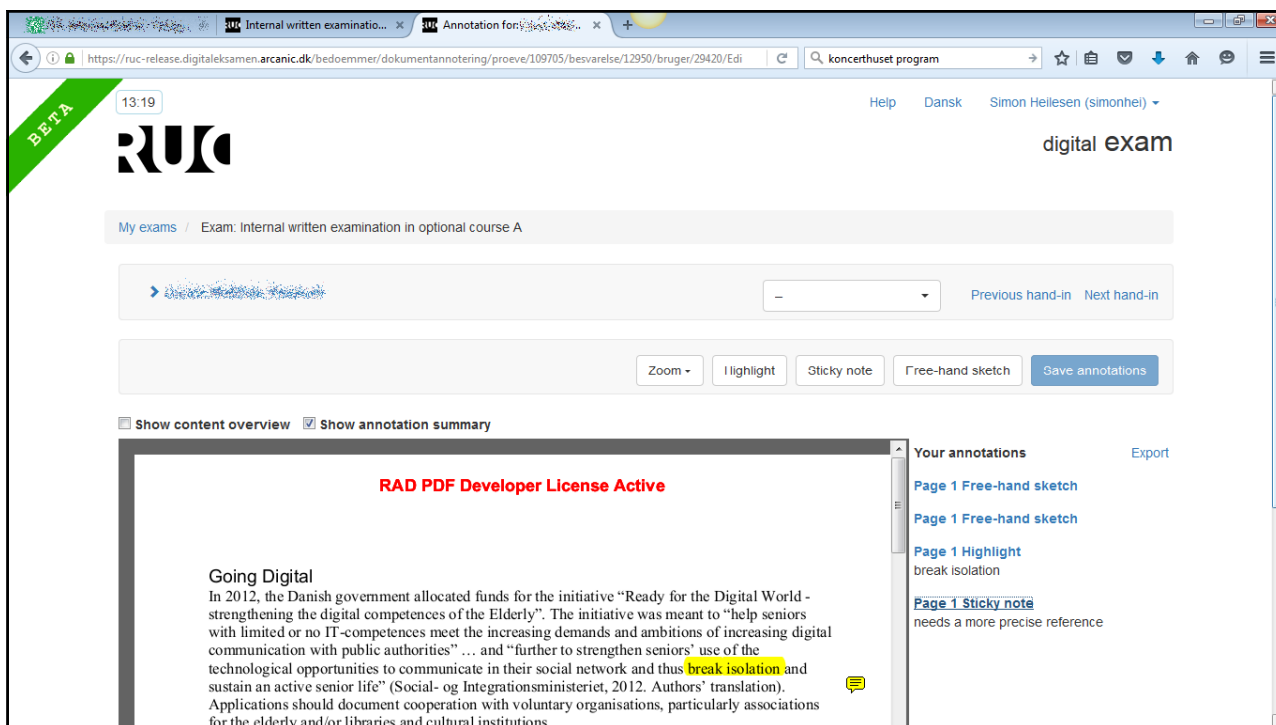 Internal written examinatio...
Annotation for:
https://ruc-release.digitaleksamen.arcanic.dk/bedoemmer/dokumentannotering/proeve/109705/besvarelse/12950/bruger/29420/Edi
koncerthuset program
BETA
13:19
Help Dansk Simon Heilesen (simonhei)
RUC
digital exam
My exams / Exam: Internal written examination in optional course A
– Previous hand-in Next hand-in
Zoom Highlight Sticky note Free-hand sketch Save annotations
Show content overview Show annotation summary
Your annotations Export
RAD PDF Developer License Active
Page 1 Free-hand sketch
Page 1 Free-hand sketch
Page 1 Highlight
break isolation
Page 1 Sticky note
needs a more precise reference
Going Digital
In 2012, the Danish government allocated funds for the initiative “Ready for the Digital World -
strengthening the digital competences of the Elderly”. The initiative was meant to “help seniors
with limited or no IT-competences meet the increasing demands and ambitions of increasing digital
communication with public authorities” … and “further to strengthen seniors’ use of the
technological opportunities to communicate in their social network and thus break isolation and
sustain an active senior life” (Social- og Integrationsministeriet, 2012. Authors’ translation).
Applications should document cooperation with voluntary organisations, particularly associations
for the elderly and/or libraries and cultural institutions.